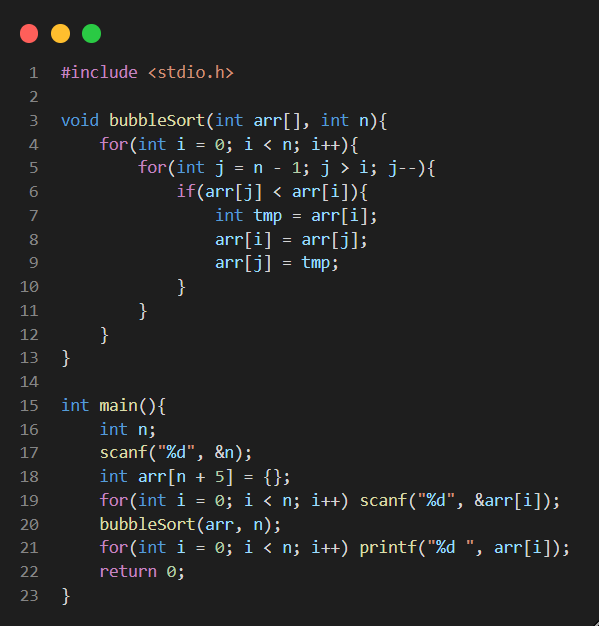 1 #include <stdio.h>
2
3 void bubbleSort(int arr[], int n){
4     for(int i = 0; i < n; i++){
5         for(int j = n - 1; j > i; j--){
6             if(arr[j] < arr[i]){
7                 int tmp = arr[i];
8                 arr[i] = arr[j];
9                 arr[j] = tmp;
10             }
11         }
12     }
13 }
14
15 int main(){
16     int n;
17     scanf("%d", &n);
18     int arr[n + 5] = {};
19     for(int i = 0; i < n; i++) scanf("%d", &arr[i]);
20     bubbleSort(arr, n);
21     for(int i = 0; i < n; i++) printf("%d ", arr[i]);
22     return 0;
23 }